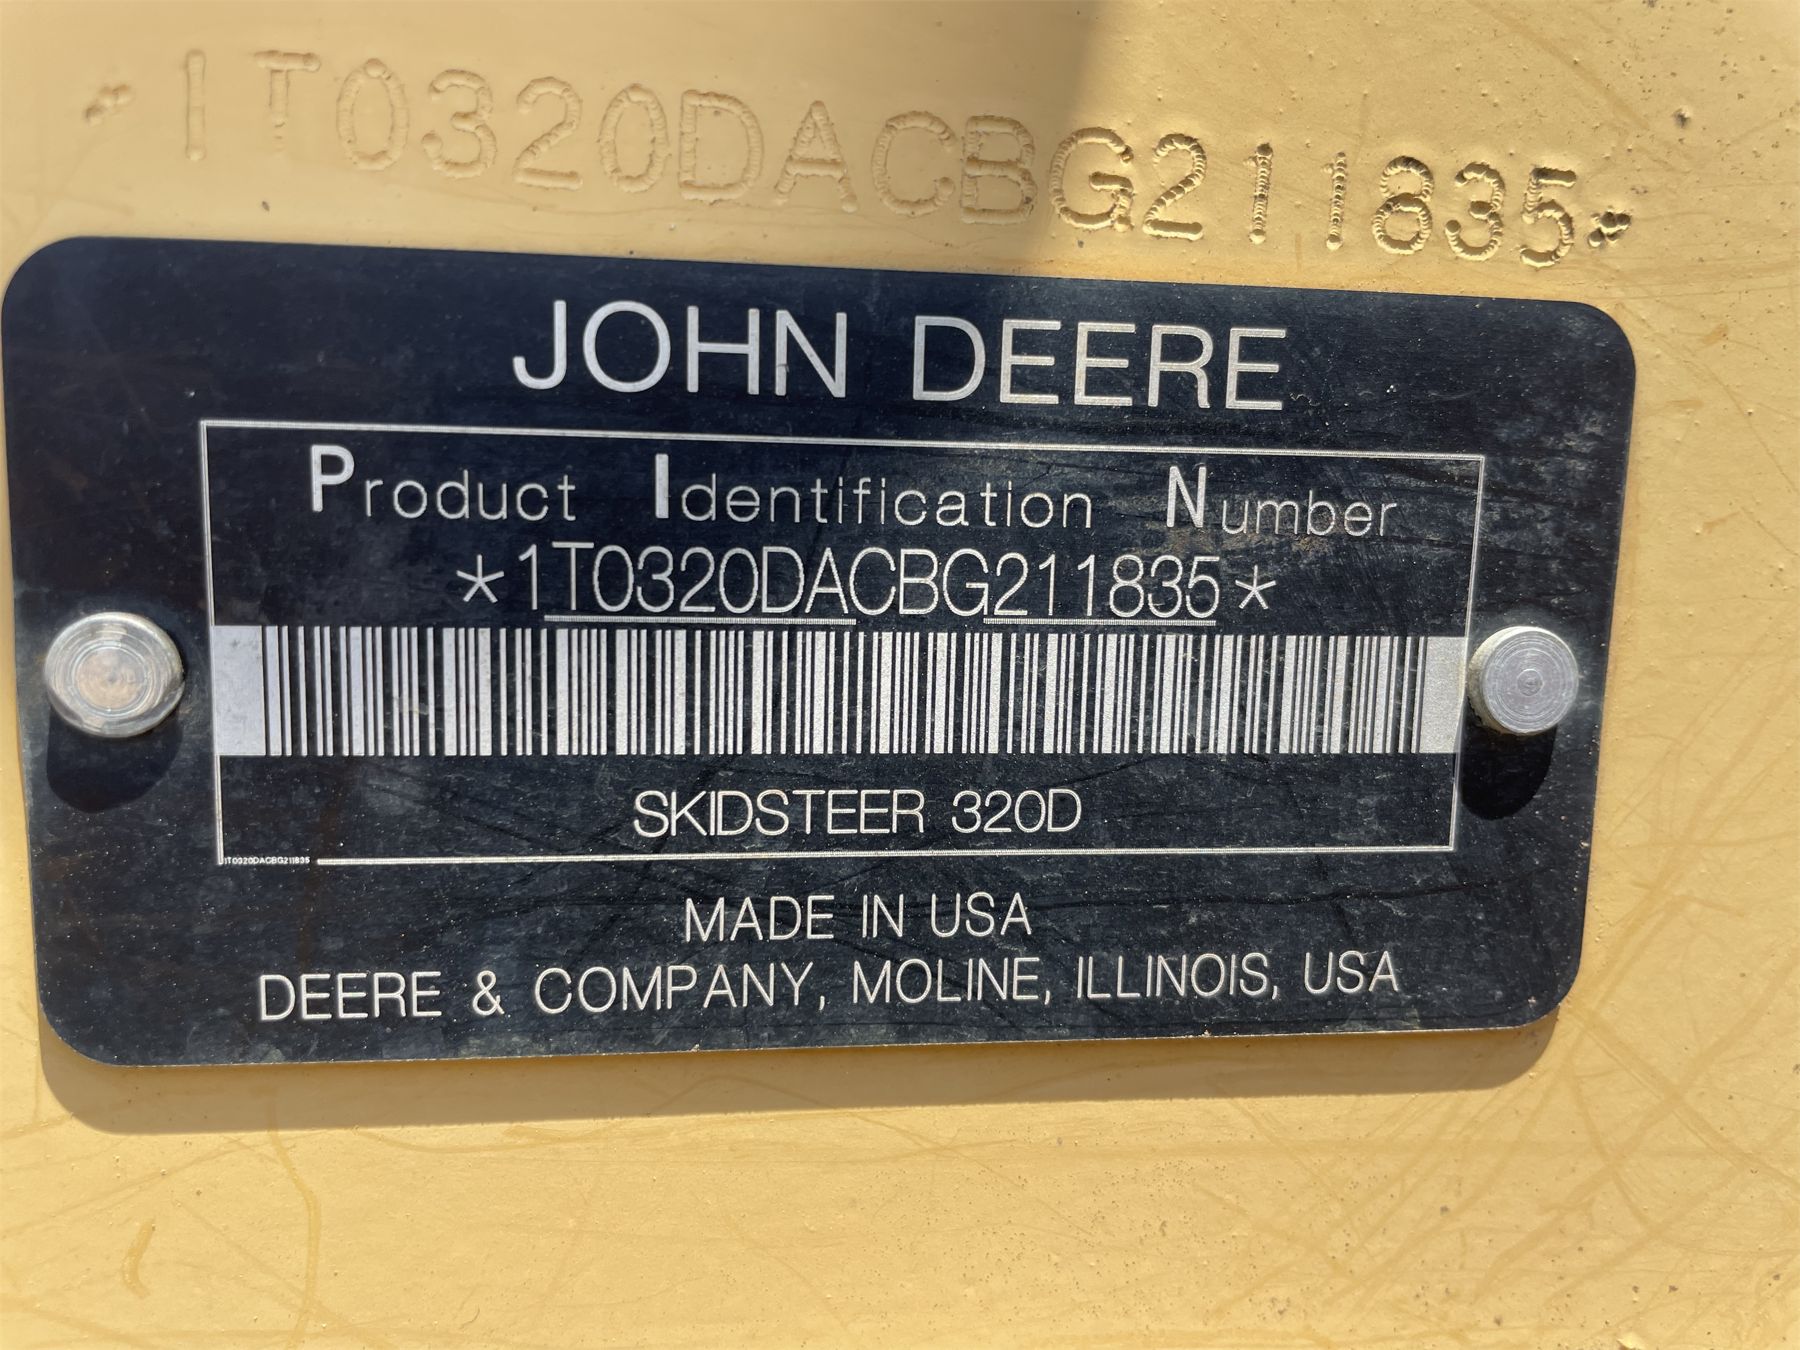 *1T0320DACBG211835*
JOHN DEERE
Product Identification Number
*1T0320DACBG211835*
SKIDSTEER 320D
1T0320DACBG211835
MADE IN USA
DEERE & COMPANY, MOLINE, ILLINOIS, USA